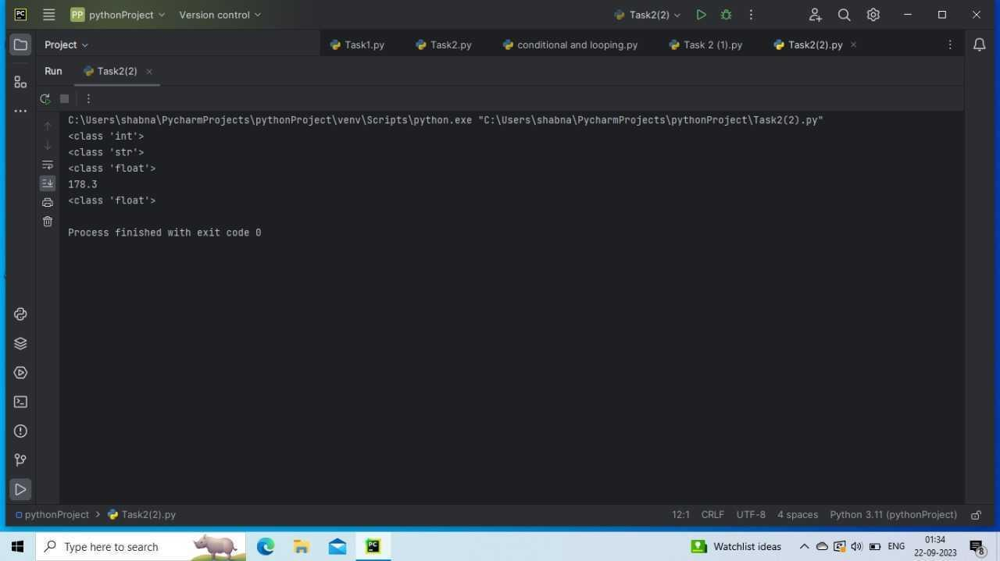 PC PP pythonProject Version control Task2(2)
Project Task1.py Task2.py conditional and looping.py Task 2 (1).py Task2(2).py
Run Task2(2)
C:\Users\shabna\PycharmProjects\pythonProject\venv\Scripts\python.exe "C:\Users\shabna\PycharmProjects\pythonProject\Task2(2).py"
<class 'int'>
<class 'str'>
<class 'float'>
178.3
<class 'float'>
Process finished with exit code 0
pythonProject > Task2(2).py 12:1 CRLF UTF-8 4 spaces Python 3.11 (pythonProject)
Type here to search PC Watchlist ideas ENG 01:34
22-09-2023 8